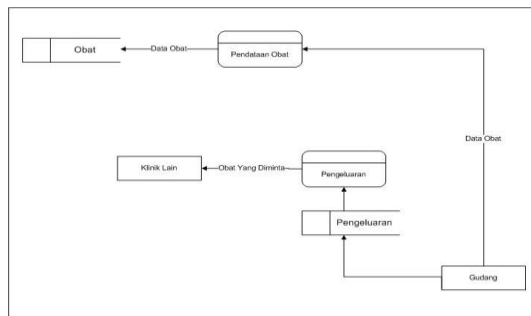 Obat
Data Obat
Pendataan Obat
Data Obat
Klinik Lain
Obat Yang Diminta
Pengeluaran
Pengeluaran
Gudang